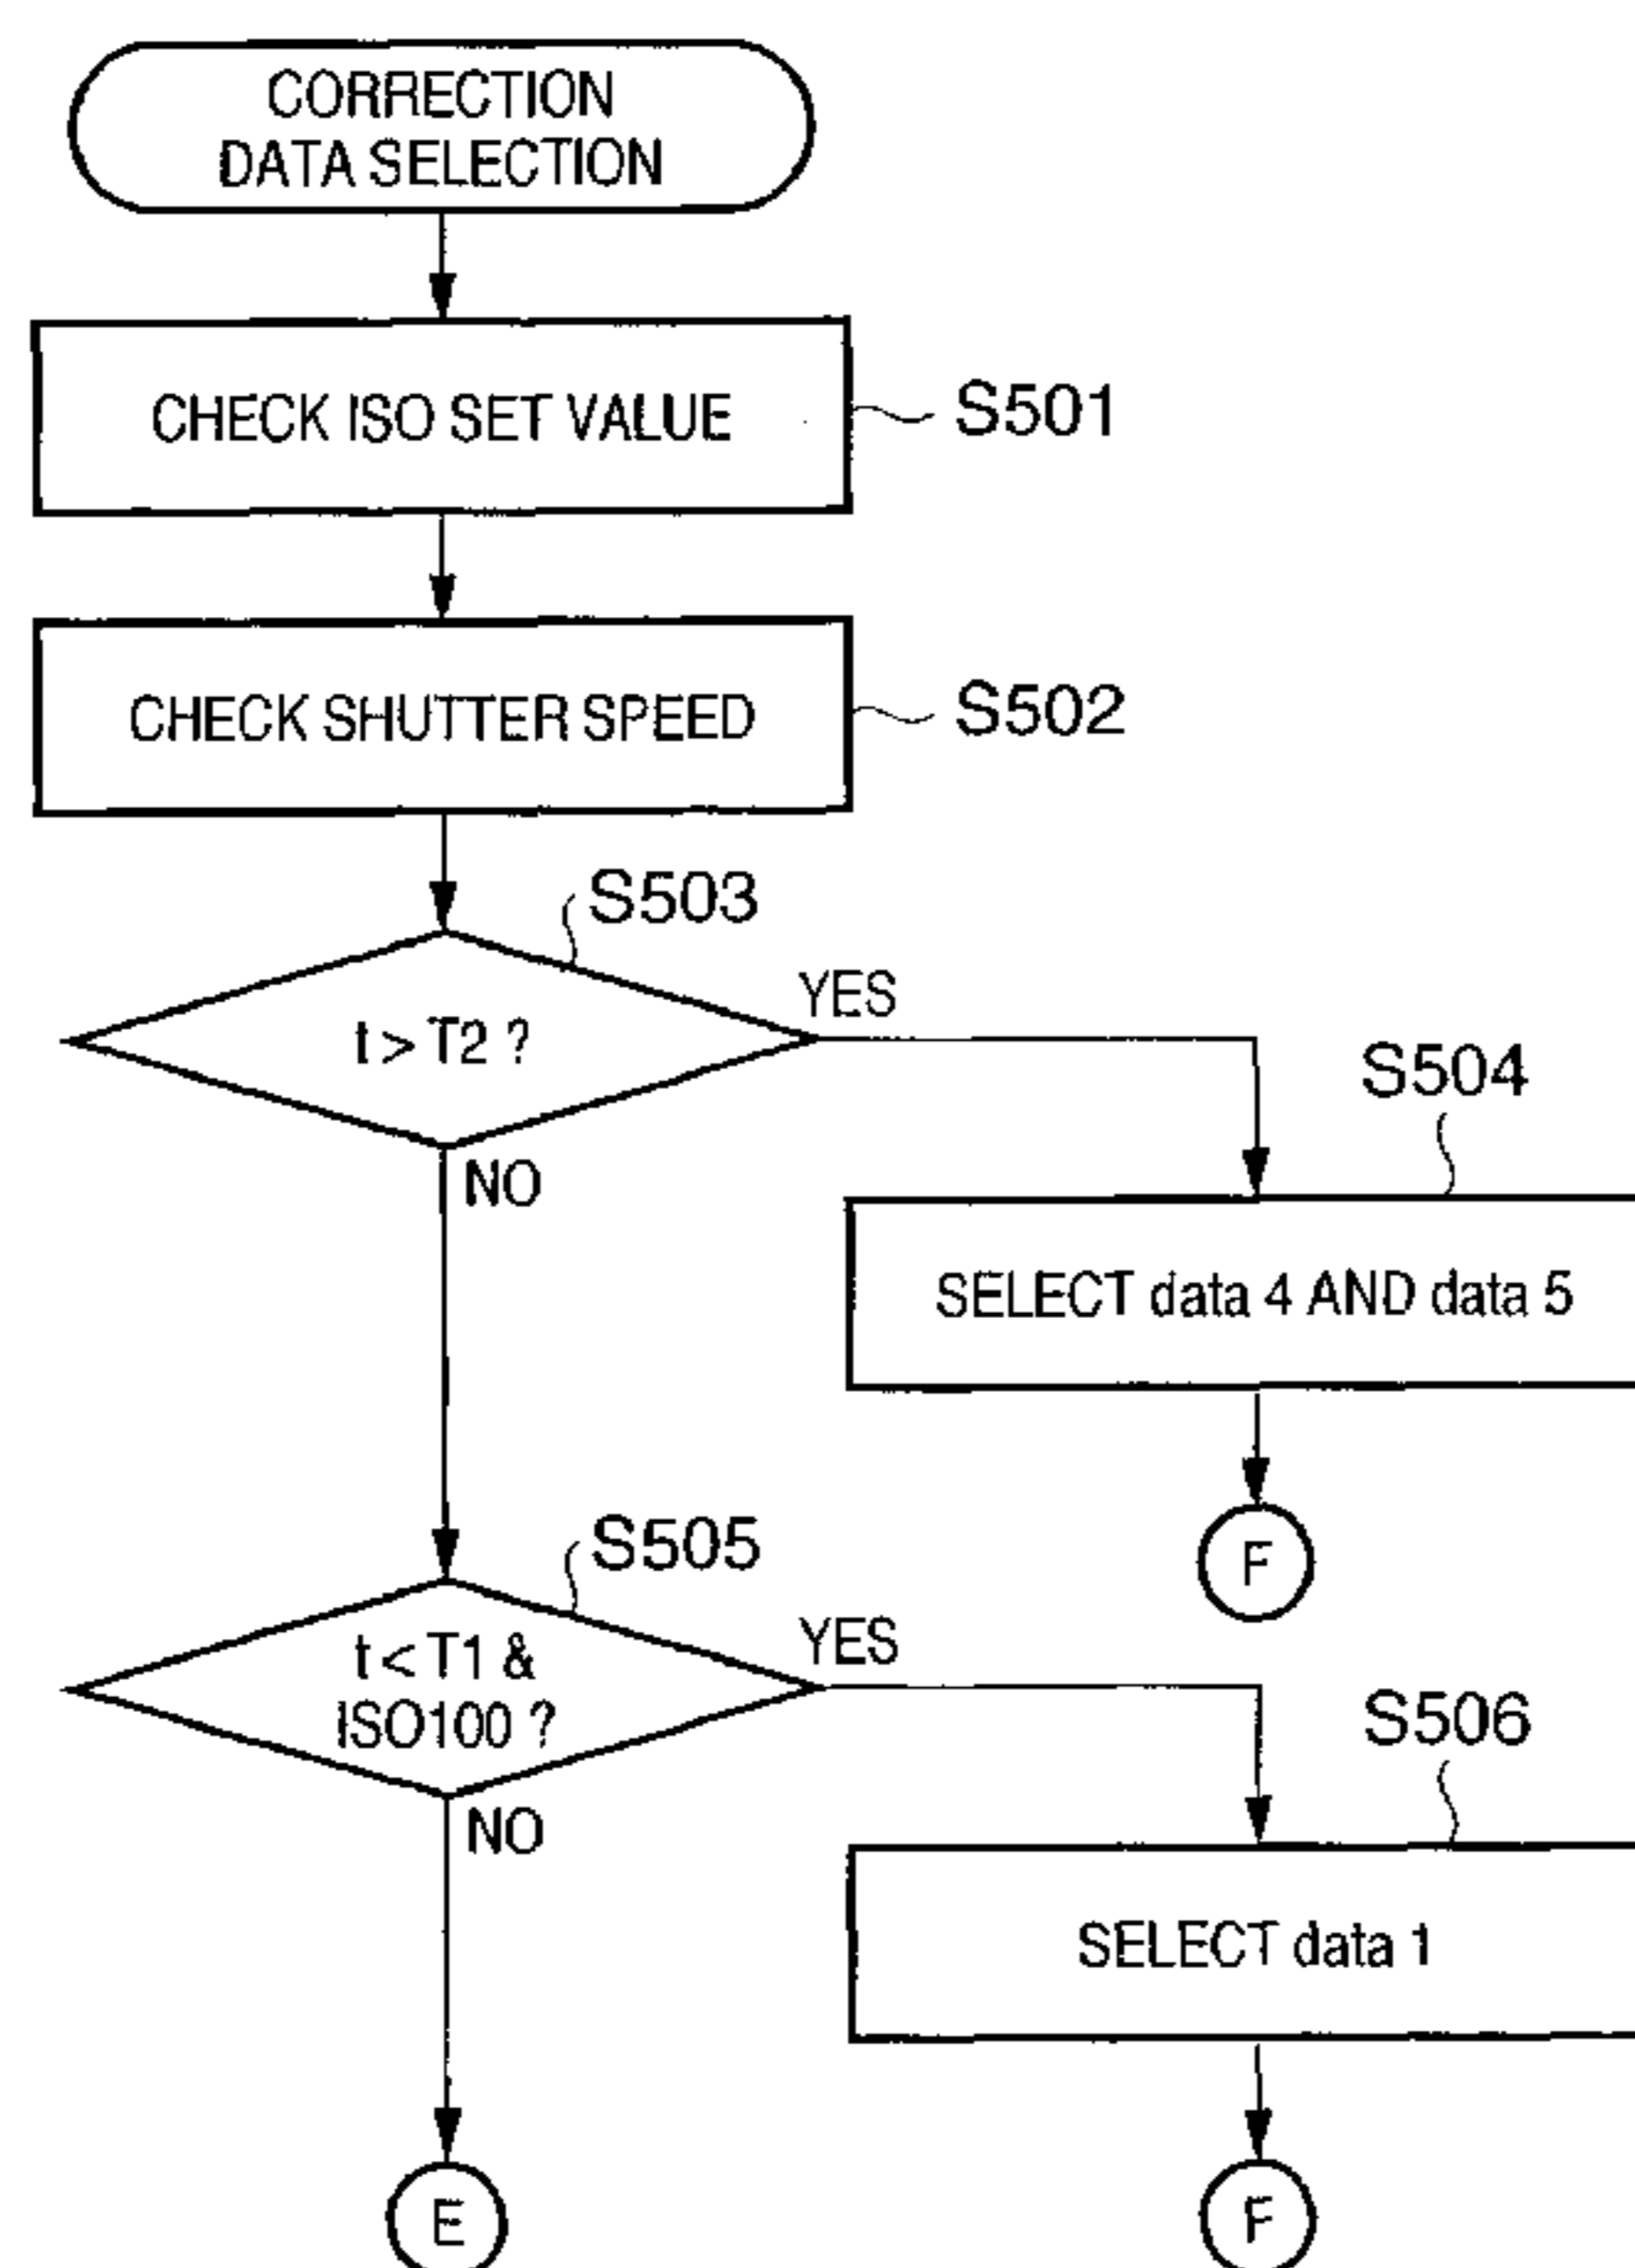 CORRECTION
DATA SELECTION
CHECK ISO SET VALUE
S501
CHECK SHUTTER SPEED
S502
S503
t > T2 ?
YES
NO
S504
SELECT data 4 AND data 5
F
S505
t < T1 &
ISO100 ?
YES
NO
S506
SELECT data 1
E
F